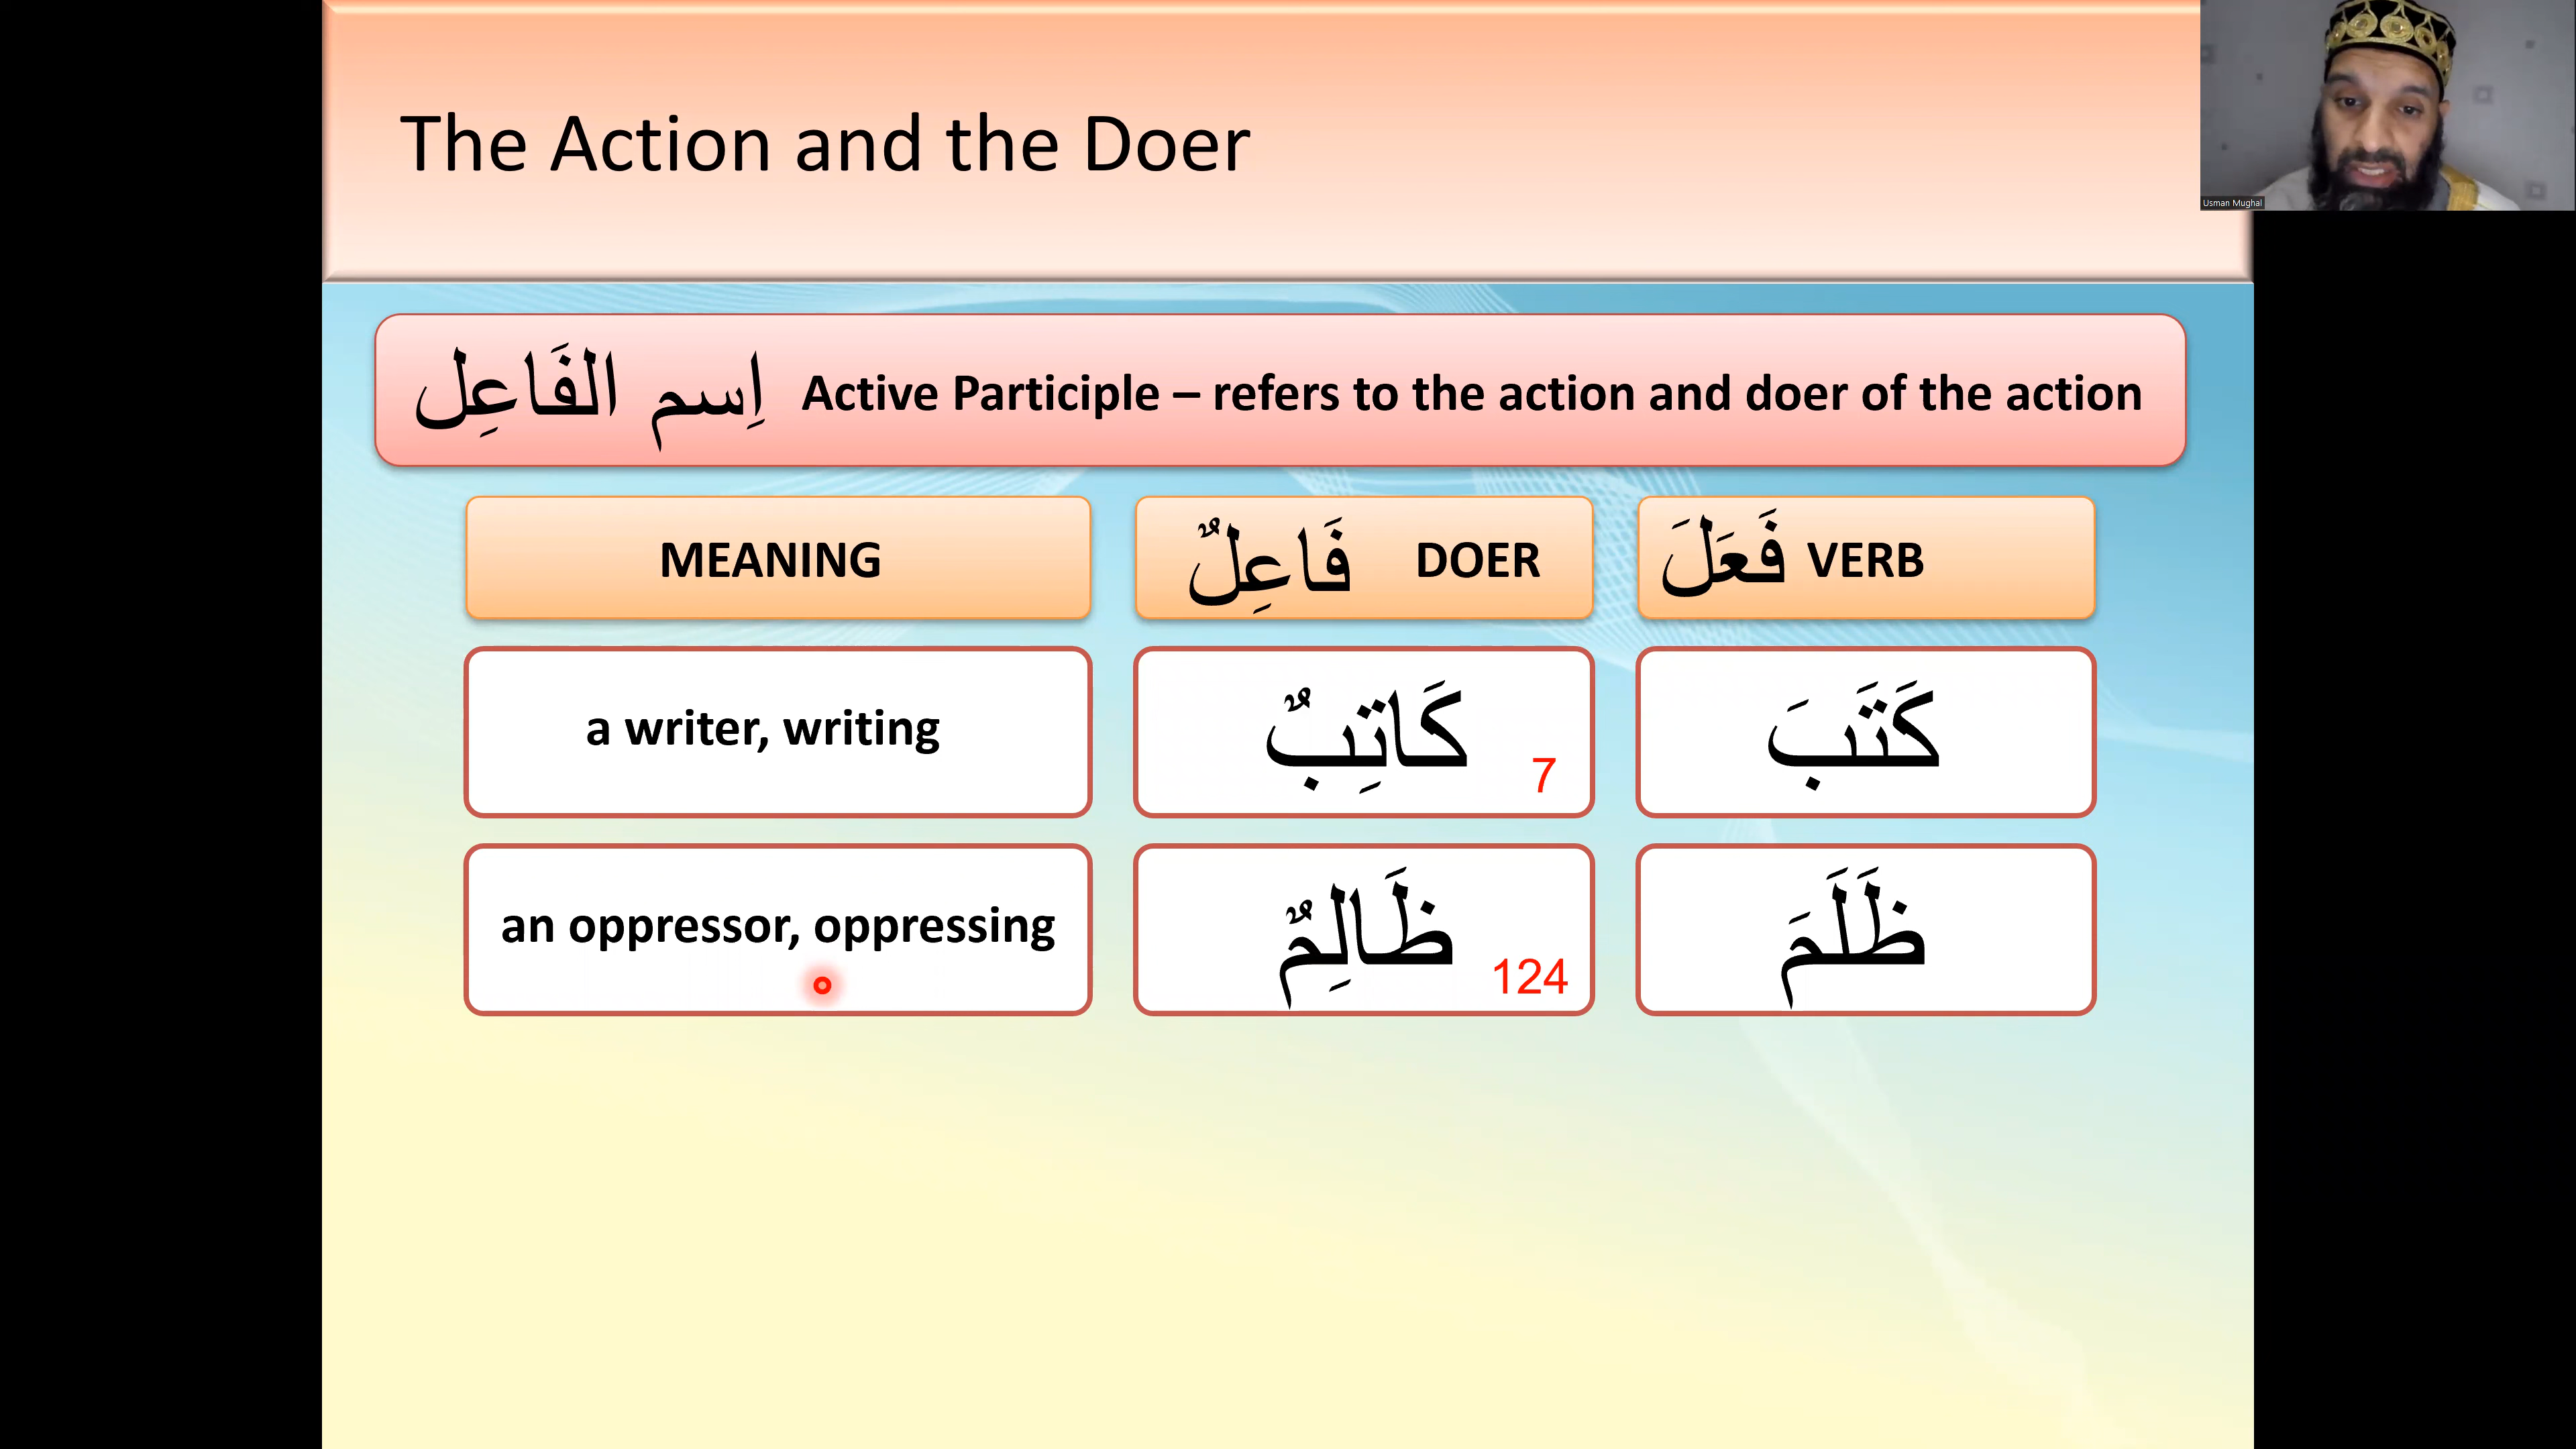 The Action and the Doer
Usman Mughal
اِسم الفَاعِل Active Participle – refers to the action and doer of the action
MEANING
فَاعِلٌ DOER
فَعَلَ VERB
a writer, writing
كَاتِبٌ 7
كَتَبَ
an oppressor, oppressing
ظَالِمٌ 124
ظَلَمَ